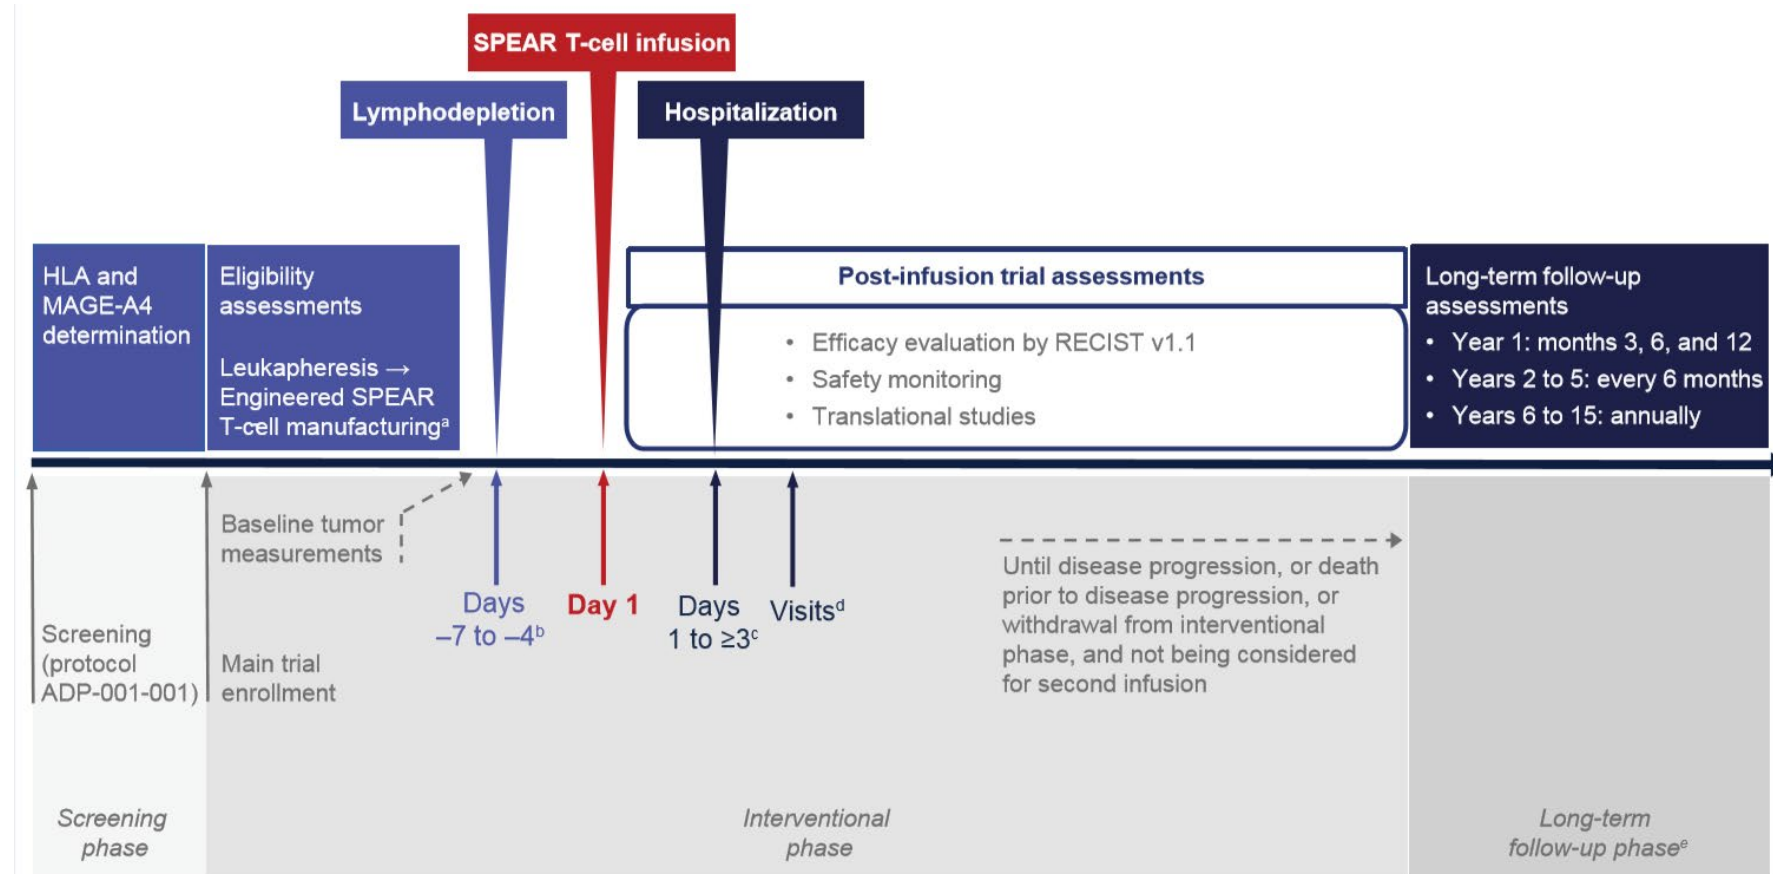 SPEAR T-cell infusion
Lymphodepletion
Hospitalization
HLA and
MAGE-A4
determination
Eligibility
assessments
Leukapheresis →
Engineered SPEAR
T-cell manufacturingᵃ
Post-infusion trial assessments
• Efficacy evaluation by RECIST v1.1
• Safety monitoring
• Translational studies
Long-term follow-up
assessments
• Year 1: months 3, 6, and 12
• Years 2 to 5: every 6 months
• Years 6 to 15: annually
Screening
(protocol
ADP-001-001)
Baseline tumor
measurements
Main trial
enrollment
Days
–7 to –4ᵇ
Day 1
Days
1 to ≥3ᶜ
Visitsᵈ
Until disease progression, or death
prior to disease progression, or
withdrawal from interventional
phase, and not being considered
for second infusion
Screening
phase
Interventional
phase
Long-term
follow-up phaseᵉ